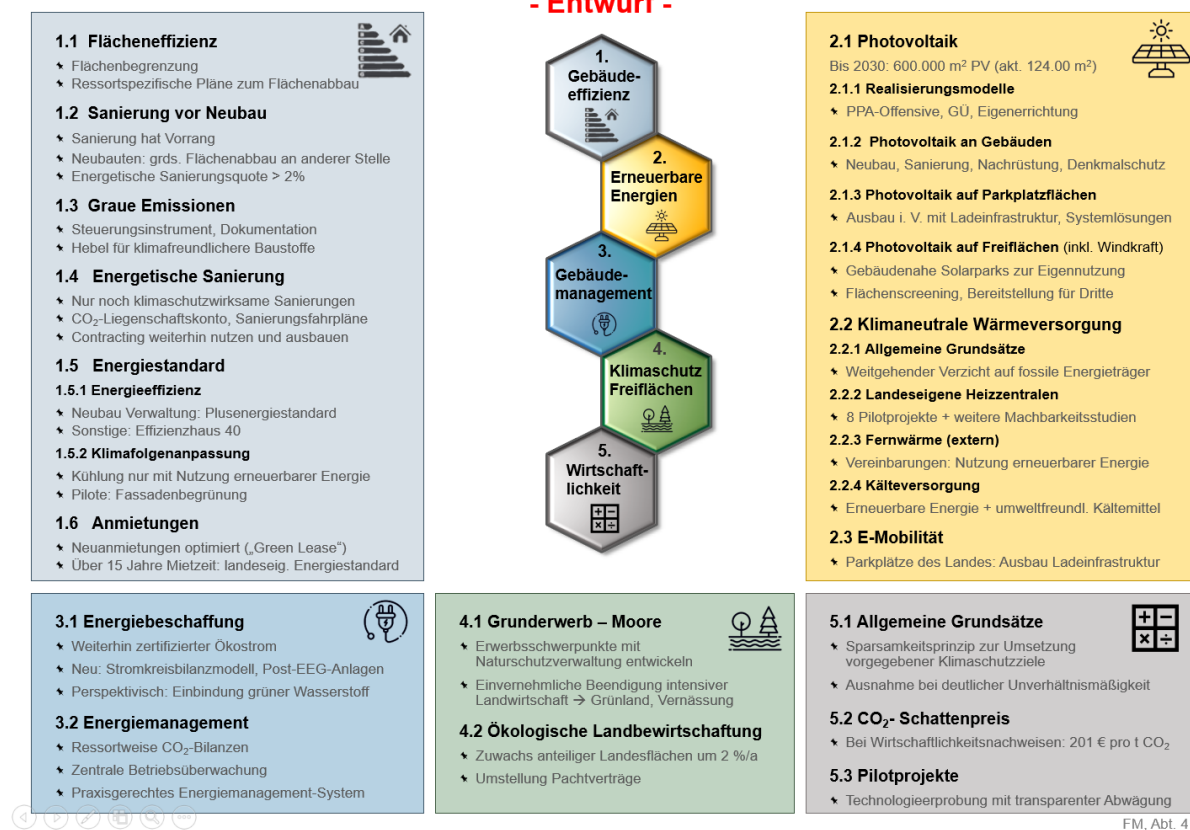 - Entwurf -
1.1 Flächeneffizienz
Flächenbegrenzung
Ressortspezifische Pläne zum Flächenabbau
1.2 Sanierung vor Neubau
Sanierung hat Vorrang
Neubauten: grds. Flächenabbau an anderer Stelle
Energetische Sanierungsquote > 2%
1.3 Graue Emissionen
Steuerungsinstrument, Dokumentation
Hebel für klimafreundlichere Baustoffe
1.4 Energetische Sanierung
Nur noch klimaschutzwirksame Sanierungen
CO₂-Liegenschaftskonto, Sanierungsfahrpläne
Contracting weiterhin nutzen und ausbauen
1.5 Energiestandard
1.5.1 Energieeffizienz
Neubau Verwaltung: Plusenergiestandard
Sonstige: Effizienzhaus 40
1.5.2 Klimafolgenanpassung
Kühlung nur mit Nutzung erneuerbarer Energie
Pilote: Fassadenbegrünung
1.6 Anmietungen
Neuanmietungen optimiert („Green Lease“)
Über 15 Jahre Mietzeit: landeseig. Energiestandard
1.
Gebäude-
effizienz
2.
Erneuerbare
Energien
3.
Gebäude-
management
4.
Klimaschutz
Freiflächen
5.
Wirtschaft-
lichkeit
2.1 Photovoltaik
Bis 2030: 600.000 m² PV (akt. 124.00 m²)
2.1.1 Realisierungsmodelle
PPA-Offensive, GÜ, Eigenerrichtung
2.1.2 Photovoltaik an Gebäuden
Neubau, Sanierung, Nachrüstung, Denkmalschutz
2.1.3 Photovoltaik auf Parkplatzflächen
Ausbau i. V. mit Ladeinfrastruktur, Systemlösungen
2.1.4 Photovoltaik auf Freiflächen (inkl. Windkraft)
Gebäudenahe Solarparks zur Eigennutzung
Flächenscreening, Bereitstellung für Dritte
2.2 Klimaneutrale Wärmeversorgung
2.2.1 Allgemeine Grundsätze
Weitgehender Verzicht auf fossile Energieträger
2.2.2 Landeseigene Heizzentralen
8 Pilotprojekte + weitere Machbarkeitsstudien
2.2.3 Fernwärme (extern)
Vereinbarungen: Nutzung erneuerbarer Energie
2.2.4 Kälteversorgung
Erneuerbare Energie + umweltfreundl. Kältemittel
2.3 E-Mobilität
Parkplätze des Landes: Ausbau Ladeinfrastruktur
3.1 Energiebeschaffung
Weiterhin zertifizierter Ökostrom
Neu: Stromkreisbilanzmodell, Post-EEG-Anlagen
Perspektivisch: Einbindung grüner Wasserstoff
3.2 Energiemanagement
Ressortweise CO₂-Bilanzen
Zentrale Betriebsüberwachung
Praxisgerechtes Energiemanagement-System
4.1 Grunderwerb – Moore
Erwerbsschwerpunkte mit
Naturschutzverwaltung entwickeln
Einvernehmliche Beendigung intensiver
Landwirtschaft → Grünland, Vernässung
4.2 Ökologische Landbewirtschaftung
Zuwachs anteiliger Landesflächen um 2 %/a
Umstellung Pachtverträge
5.1 Allgemeine Grundsätze
Sparsamkeitsprinzip zur Umsetzung
vorgegebener Klimaschutzziele
Ausnahme bei deutlicher Unverhältnismäßigkeit
5.2 CO₂- Schattenpreis
Bei Wirtschaftlichkeitsnachweisen: 201 € pro t CO₂
5.3 Pilotprojekte
Technologieerprobung mit transparenter Abwägung
FM, Abt. 4